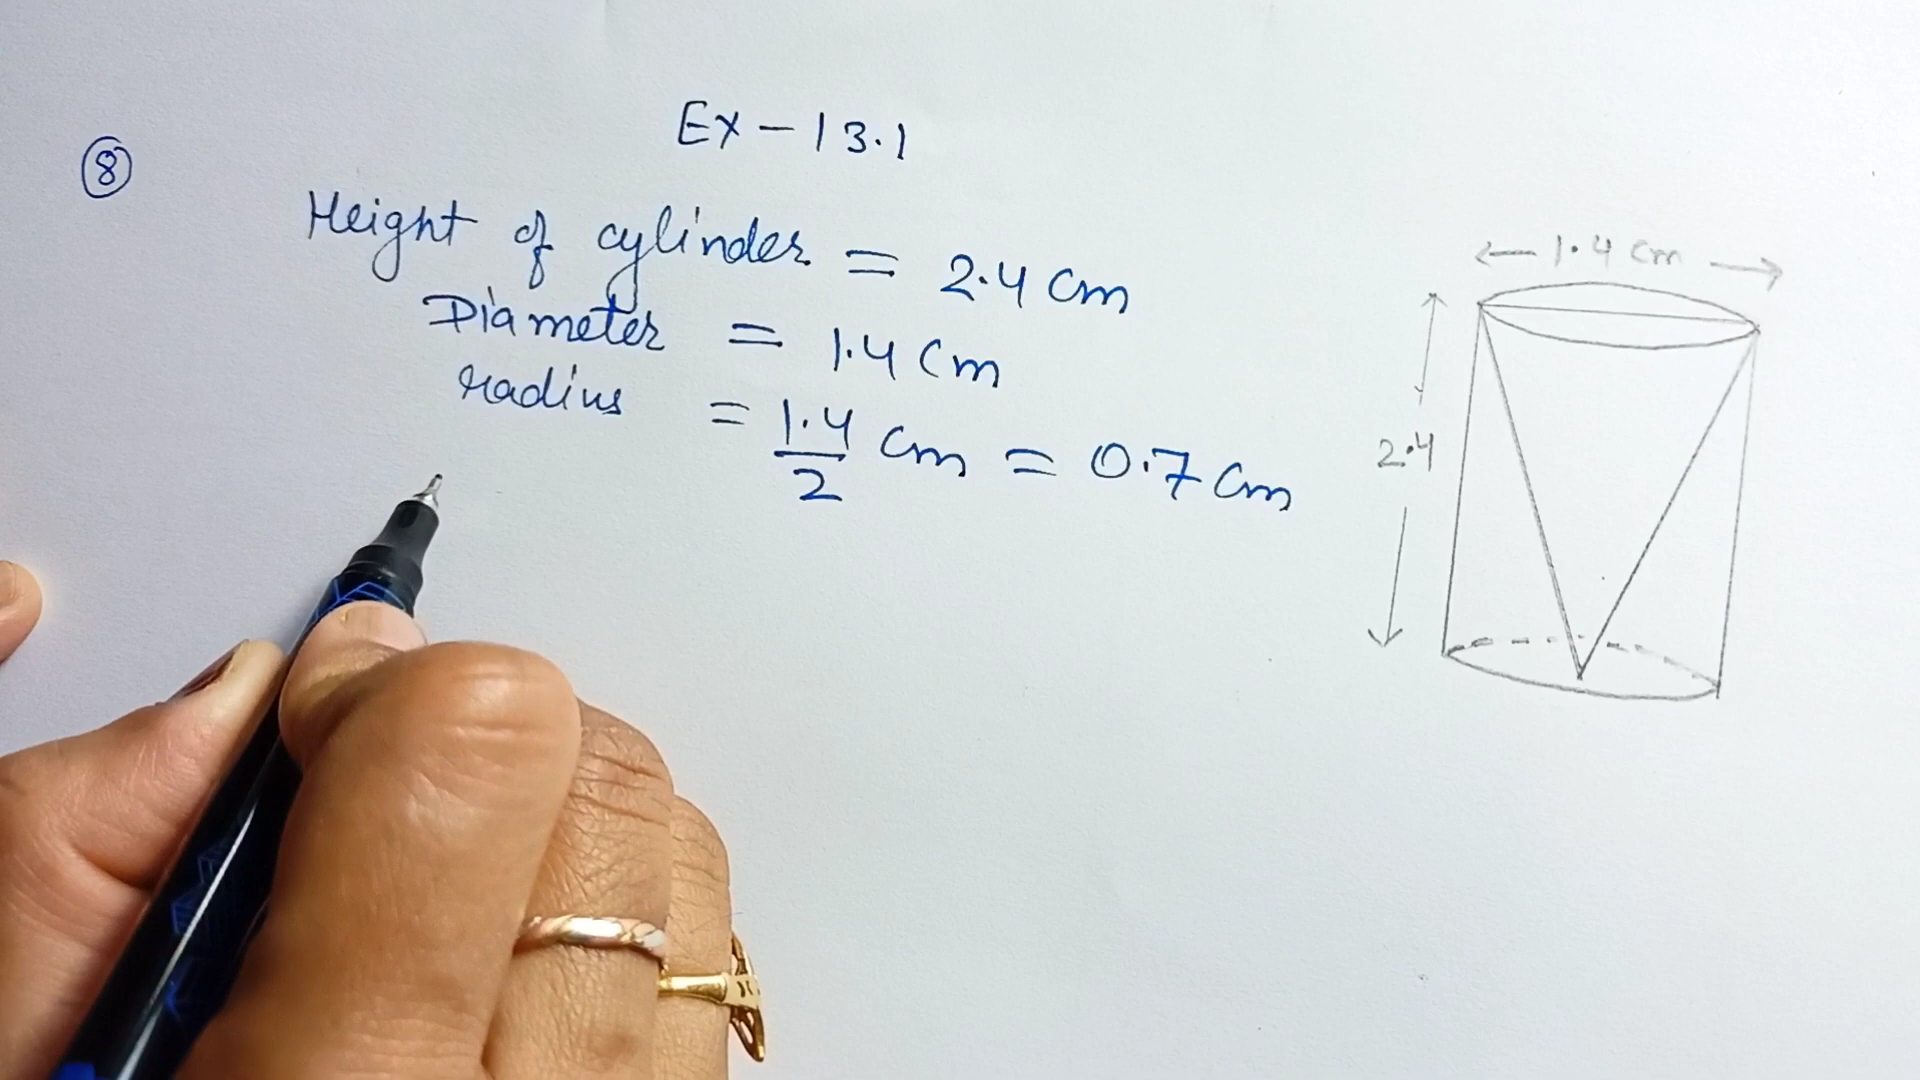 Ex - 13.1
8
Height of cylinder = 2.4 cm
Diameter = 1.4 cm
radius = 1.4/2 cm = 0.7 cm
1.4 cm
2.4